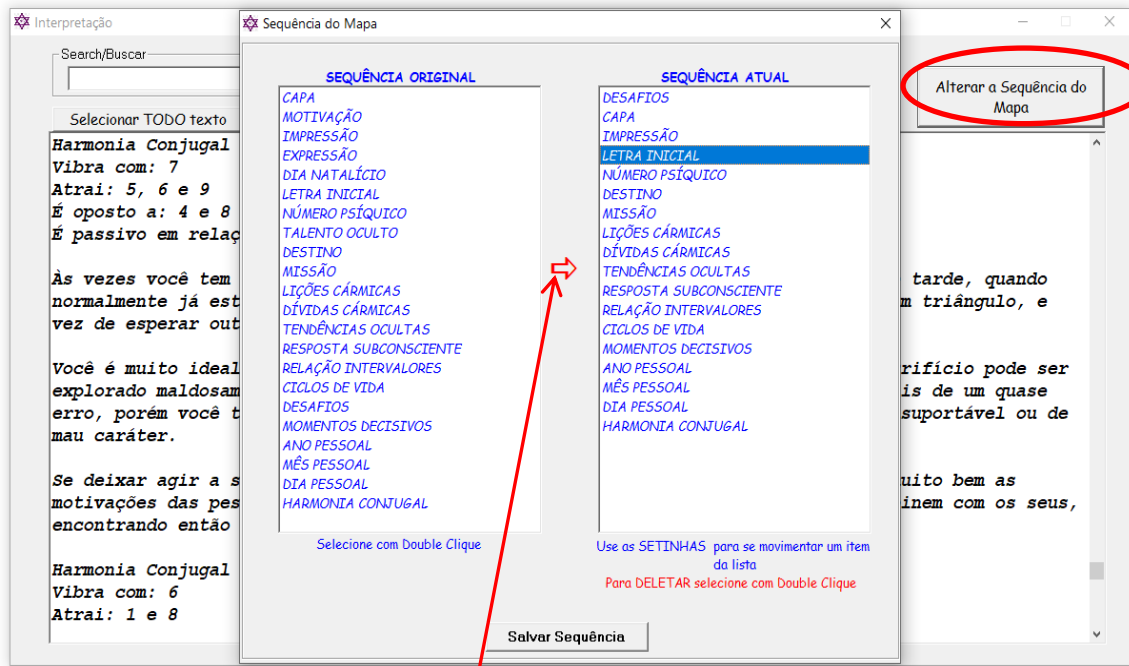 Interpretação
Sequência do Mapa
Search/Buscar
Alterar a Sequência do
Mapa
Selecionar TODO texto
SEQUÊNCIA ORIGINAL
CAPA
MOTIVAÇÃO
IMPRESSÃO
EXPRESSÃO
DIA NATALÍCIO
LETRA INICIAL
NÚMERO PSÍQUICO
TALENTO OCULTO
DESTINO
MISSÃO
LIÇÕES CÁRMICAS
DÍVIDAS CÁRMICAS
TENDÊNCIAS OCULTAS
RESPOSTA SUBCONSCIENTE
RELAÇÃO INTERVALORES
CICLOS DE VIDA
DESAFIOS
MOMENTOS DECISIVOS
ANO PESSOAL
MÊS PESSOAL
DIA PESSOAL
HARMONIA CONJUGAL
Selecione com Double Clique
SEQUÊNCIA ATUAL
DESAFIOS
CAPA
IMPRESSÃO
LETRA INICIAL
NÚMERO PSÍQUICO
DESTINO
MISSÃO
LIÇÕES CÁRMICAS
DÍVIDAS CÁRMICAS
TENDÊNCIAS OCULTAS
RESPOSTA SUBCONSCIENTE
RELAÇÃO INTERVALORES
CICLOS DE VIDA
MOMENTOS DECISIVOS
ANO PESSOAL
MÊS PESSOAL
DIA PESSOAL
HARMONIA CONJUGAL
Use as SETINHAS para se movimentar um item
da lista
Para DELETAR selecione com Double Clique
Salvar Sequência
Harmonia Conjugal
Vibra com: 7
Atrai: 5, 6 e 9
É oposto a: 4 e 8
É passivo em
Às vezes você tem tarde, quando
normalmente já triângulo, e
vez de esperar
Você é muito pode ser
explorado is de um quase
erro, porém você suportável ou de
mau caráter.
Se deixar agir a bem as
motivações das com os seus,
encontrando então
Harmonia Conjugal
Vibra com: 6
Atrai: 1 e 8